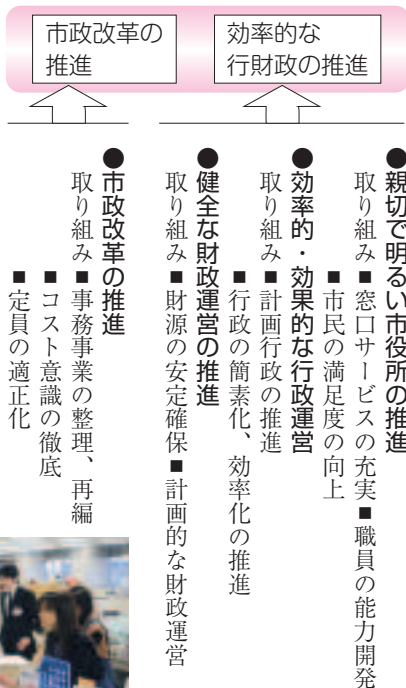 市政改革の
推進
効率的な
行財政の推進
●親切で明るい市役所の推進
取り組み■窓口サービスの充実■職員の能力開発
■市民の満足度の向上
●効率的・効果的な行政運営
取り組み■計画行政の推進
■行政の簡素化、効率化の推進
●健全な財政運営の推進
取り組み■財源の安定確保■計画的な財政運営
●市政改革の推進
取り組み■事務事業の整理、再編
■コスト意識の徹底
■定員の適正化